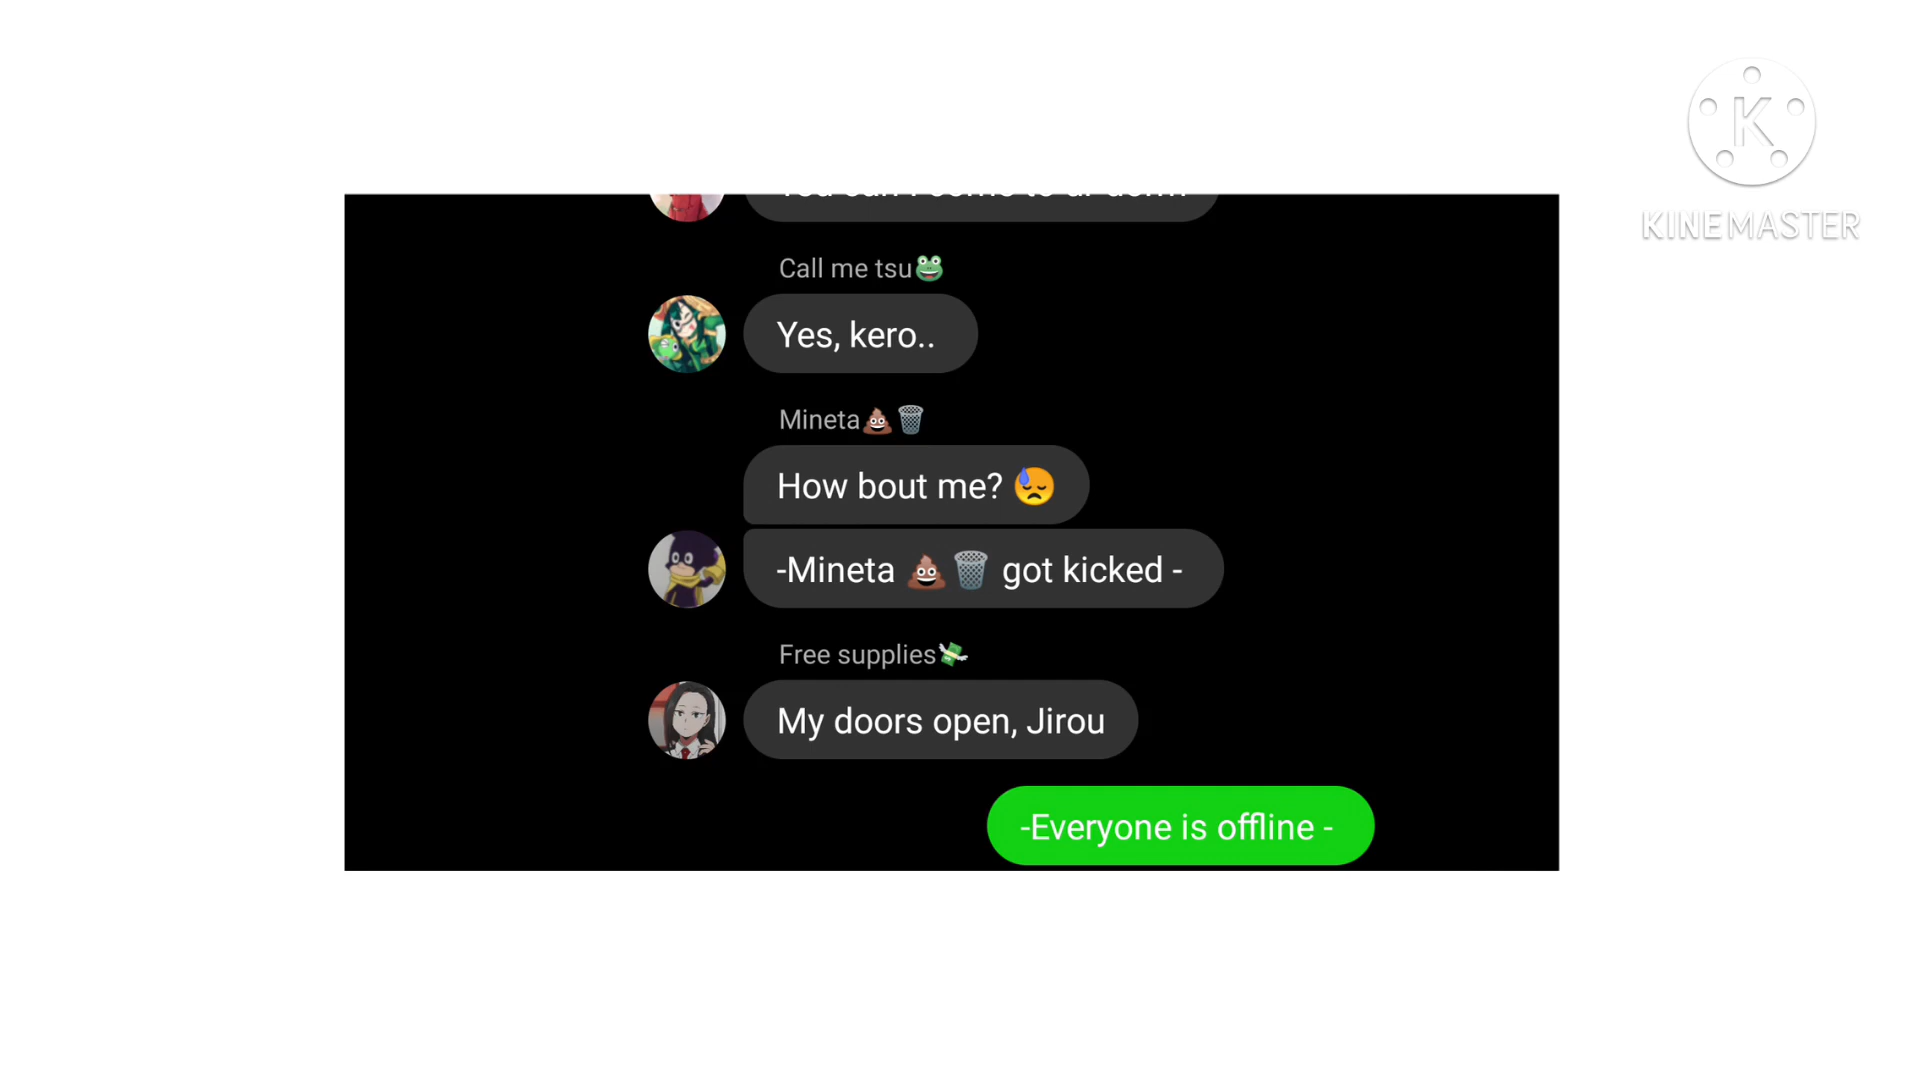 KINEMASTER
Call me tsu🐸
Yes, kero..
Mineta💩🗑️
How bout me? 😓
-Mineta 💩🗑️ got kicked -
Free supplies💸
My doors open, Jirou
-Everyone is offline -